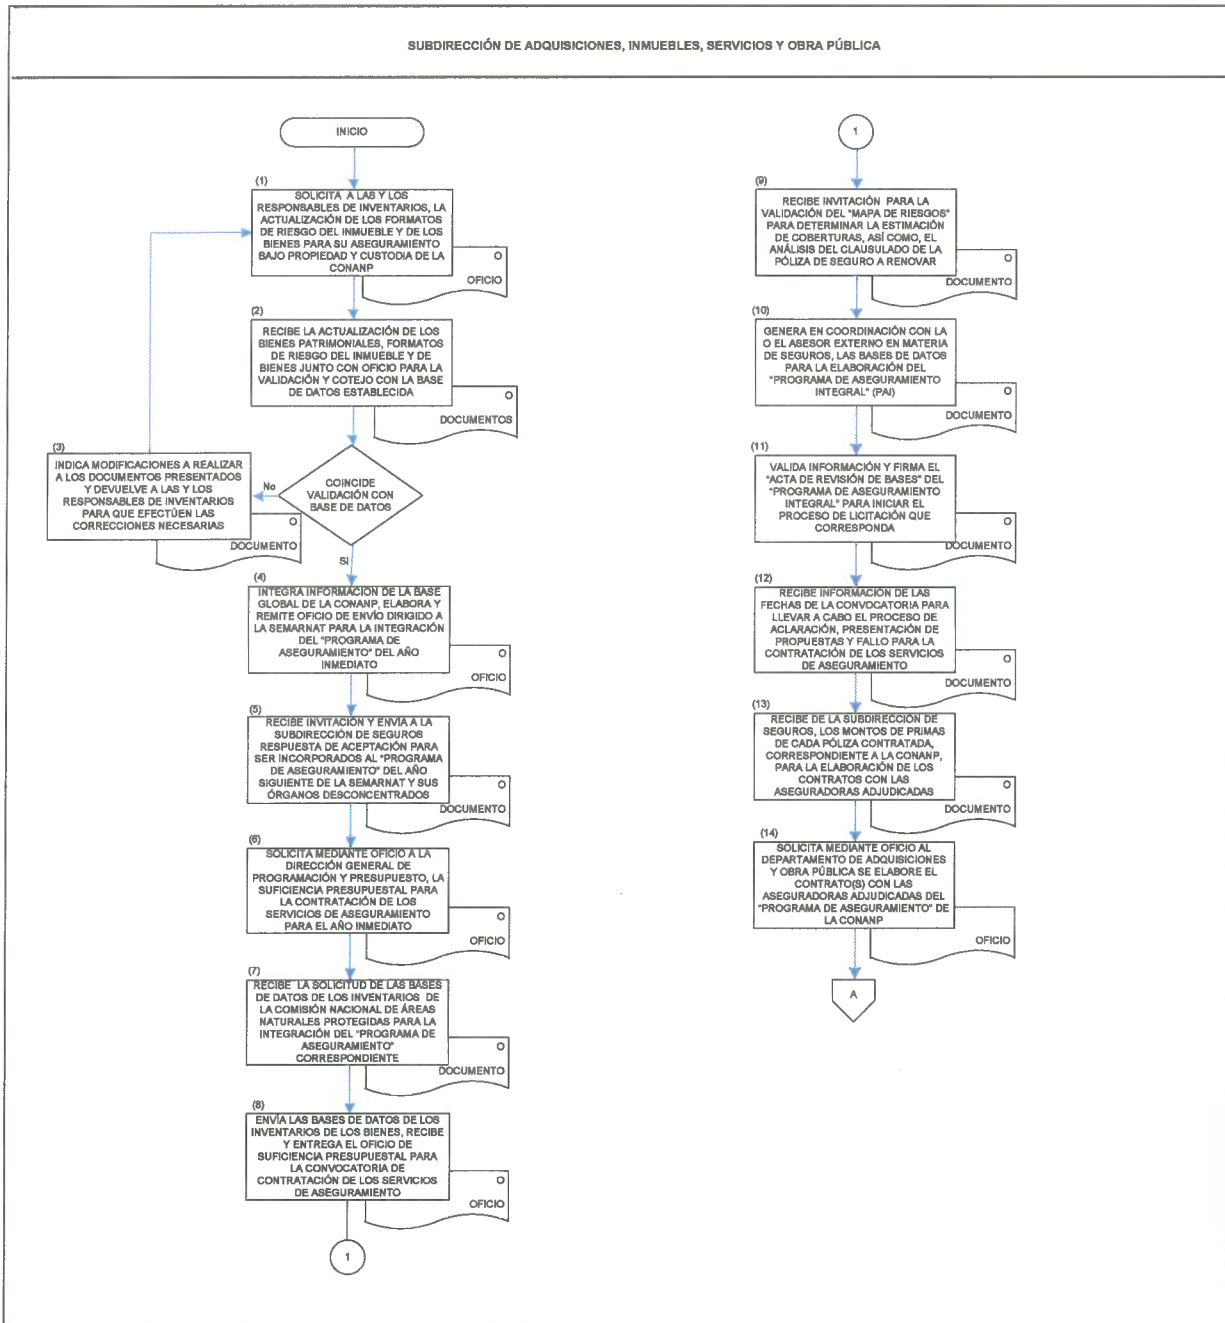 SUBDIRECCIÓN DE ADQUISICIONES, INMUEBLES, SERVICIOS Y OBRA PÚBLICA
INICIO
(1)
SOLICITA A LAS Y LOS
RESPONSABLES DE INVENTARIOS, LA
ACTUALIZACIÓN DE LOS FORMATOS
DE RIESGO DEL INMUEBLE Y DE LOS
BIENES PARA SU ASEGURAMIENTO
BAJO PROPIEDAD Y CUSTODIA DE LA
CONANP
O
OFICIO
(2)
RECIBE LA ACTUALIZACIÓN DE LOS
BIENES PATRIMONIALES, FORMATOS
DE RIESGO DEL INMUEBLE Y DE
BIENES JUNTO CON OFICIO PARA LA
VALIDACIÓN Y COTEJO CON LA BASE
DE DATOS ESTABLECIDA
O
DOCUMENTOS
COINCIDE
VALIDACIÓN CON
BASE DE DATOS
No
(3)
INDICA MODIFICACIONES A REALIZAR
A LOS DOCUMENTOS PRESENTADOS
Y DEVUELVE A LAS Y LOS
RESPONSABLES DE INVENTARIOS
PARA QUE EFECTÚEN LAS
CORRECCIONES NECESARIAS
O
DOCUMENTO
Si
(4)
INTEGRA INFORMACIÓN DE LA BASE
GLOBAL DE LA CONANP, ELABORA Y
REMITE OFICIO DE ENVÍO DIRIGIDO A
LA SEMARNAT PARA LA INTEGRACIÓN
DEL "PROGRAMA DE
ASEGURAMIENTO" DEL AÑO
INMEDIATO
O
OFICIO
(5)
RECIBE INVITACIÓN Y ENVIA A LA
SUBDIRECCIÓN DE SEGUROS
RESPUESTA DE ACEPTACIÓN PARA
SER INCORPORADOS AL "PROGRAMA
DE ASEGURAMIENTO" DEL AÑO
SIGUIENTE DE LA SEMARNAT Y SUS
ÓRGANOS DESCONCENTRADOS
O
DOCUMENTO
(6)
SOLICITA MEDIANTE OFICIO A LA
DIRECCIÓN GENERAL DE
PROGRAMACIÓN Y PRESUPUESTO, LA
SUFICIENCIA PRESUPUESTAL PARA
LA CONTRATACIÓN DE LOS
SERVICIOS DE ASEGURAMIENTO
PARA EL AÑO INMEDIATO
O
OFICIO
(7)
RECIBE LA SOLICITUD DE LAS BASES
DE DATOS DE LOS INVENTARIOS DE
LA COMISIÓN NACIONAL DE ÁREAS
NATURALES PROTEGIDAS PARA LA
INTEGRACIÓN DEL "PROGRAMA DE
ASEGURAMIENTO"
CORRESPONDIENTE
O
DOCUMENTO
(8)
ENVÍA LAS BASES DE DATOS DE LOS
INVENTARIOS DE LOS BIENES, RECIBE
Y ENTREGA EL OFICIO DE
SUFICIENCIA PRESUPUESTAL PARA
LA CONVOCATORIA DE
CONTRATACIÓN DE LOS SERVICIOS
DE ASEGURAMIENTO
O
OFICIO
1
1
(9)
RECIBE INVITACIÓN PARA LA
VALIDACIÓN DEL "MAPA DE RIESGOS"
PARA DETERMINAR LA ESTIMACIÓN
DE COBERTURAS, ASÍ COMO, EL
ANÁLISIS DEL CLAUSULADO DE LA
PÓLIZA DE SEGURO A RENOVAR
O
DOCUMENTO
(10)
GENERA EN COORDINACIÓN CON LA
O EL ASESOR EXTERNO EN MATERIA
DE SEGUROS, LAS BASES DE DATOS
PARA LA ELABORACIÓN DEL
"PROGRAMA DE ASEGURAMIENTO
INTEGRAL" (PAI)
O
DOCUMENTO
(11)
VALIDA INFORMACIÓN Y FIRMA EL
"ACTA DE REVISIÓN DE BASES" DEL
"PROGRAMA DE ASEGURAMIENTO
INTEGRAL" PARA INICIAR EL
PROCESO DE LICITACIÓN QUE
CORRESPONDA
O
DOCUMENTO
(12)
RECIBE INFORMACIÓN DE LAS
FECHAS DE LA CONVOCATORIA PARA
LLEVAR A CABO EL PROCESO DE
ACLARACIÓN, PRESENTACIÓN DE
PROPUESTAS Y FALLO PARA LA
CONTRATACIÓN DE LOS SERVICIOS
DE ASEGURAMIENTO
O
DOCUMENTO
(13)
RECIBE DE LA SUBDIRECCIÓN DE
SEGUROS, LOS MONTOS DE PRIMAS
DE CADA PÓLIZA CONTRATADA,
CORRESPONDIENTE A LA CONANP,
PARA LA ELABORACIÓN DE LOS
CONTRATOS CON LAS
ASEGURADORAS ADJUDICADAS
O
DOCUMENTO
(14)
SOLICITA MEDIANTE OFICIO AL
DEPARTAMENTO DE ADQUISICIONES
Y OBRA PÚBLICA SE ELABORE EL
CONTRATO(S) CON LAS
ASEGURADORAS ADJUDICADAS DEL
"PROGRAMA DE ASEGURAMIENTO" DE
LA CONANP
OFICIO
A